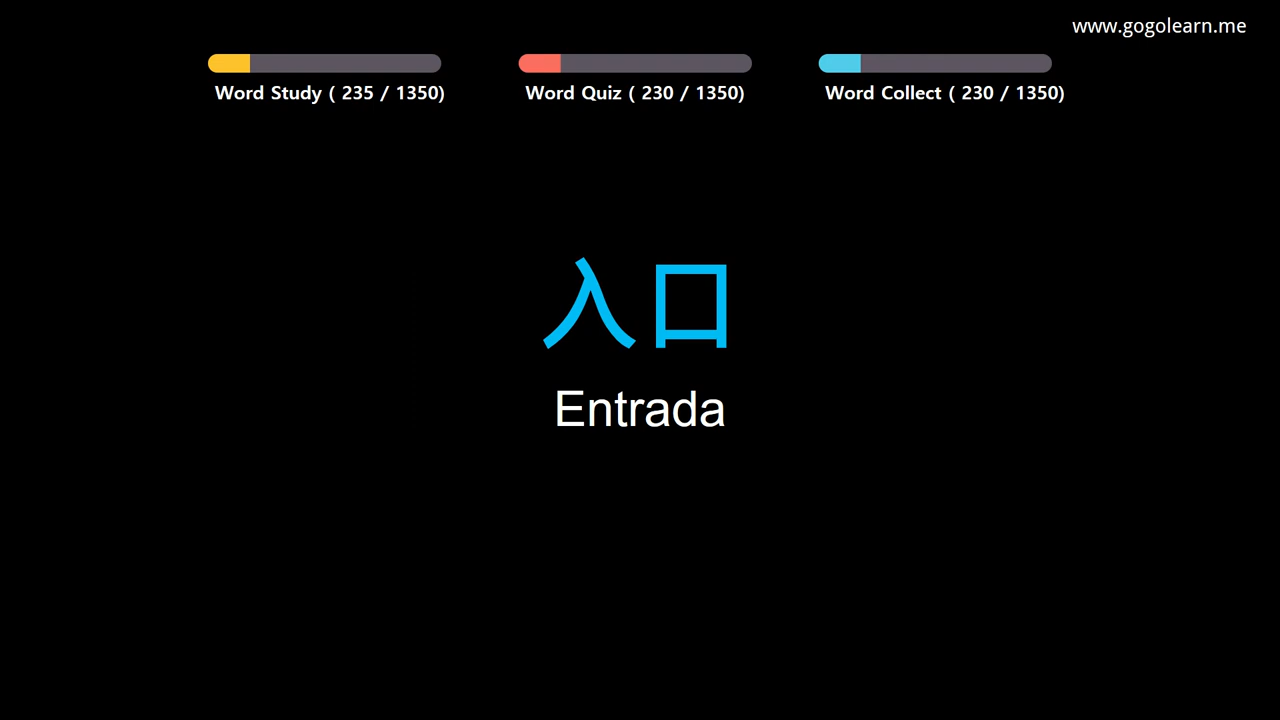 www.gogolearn.me
Word Study ( 235 / 1350)
Word Quiz ( 230 / 1350)
Word Collect ( 230 / 1350)
入口
Entrada